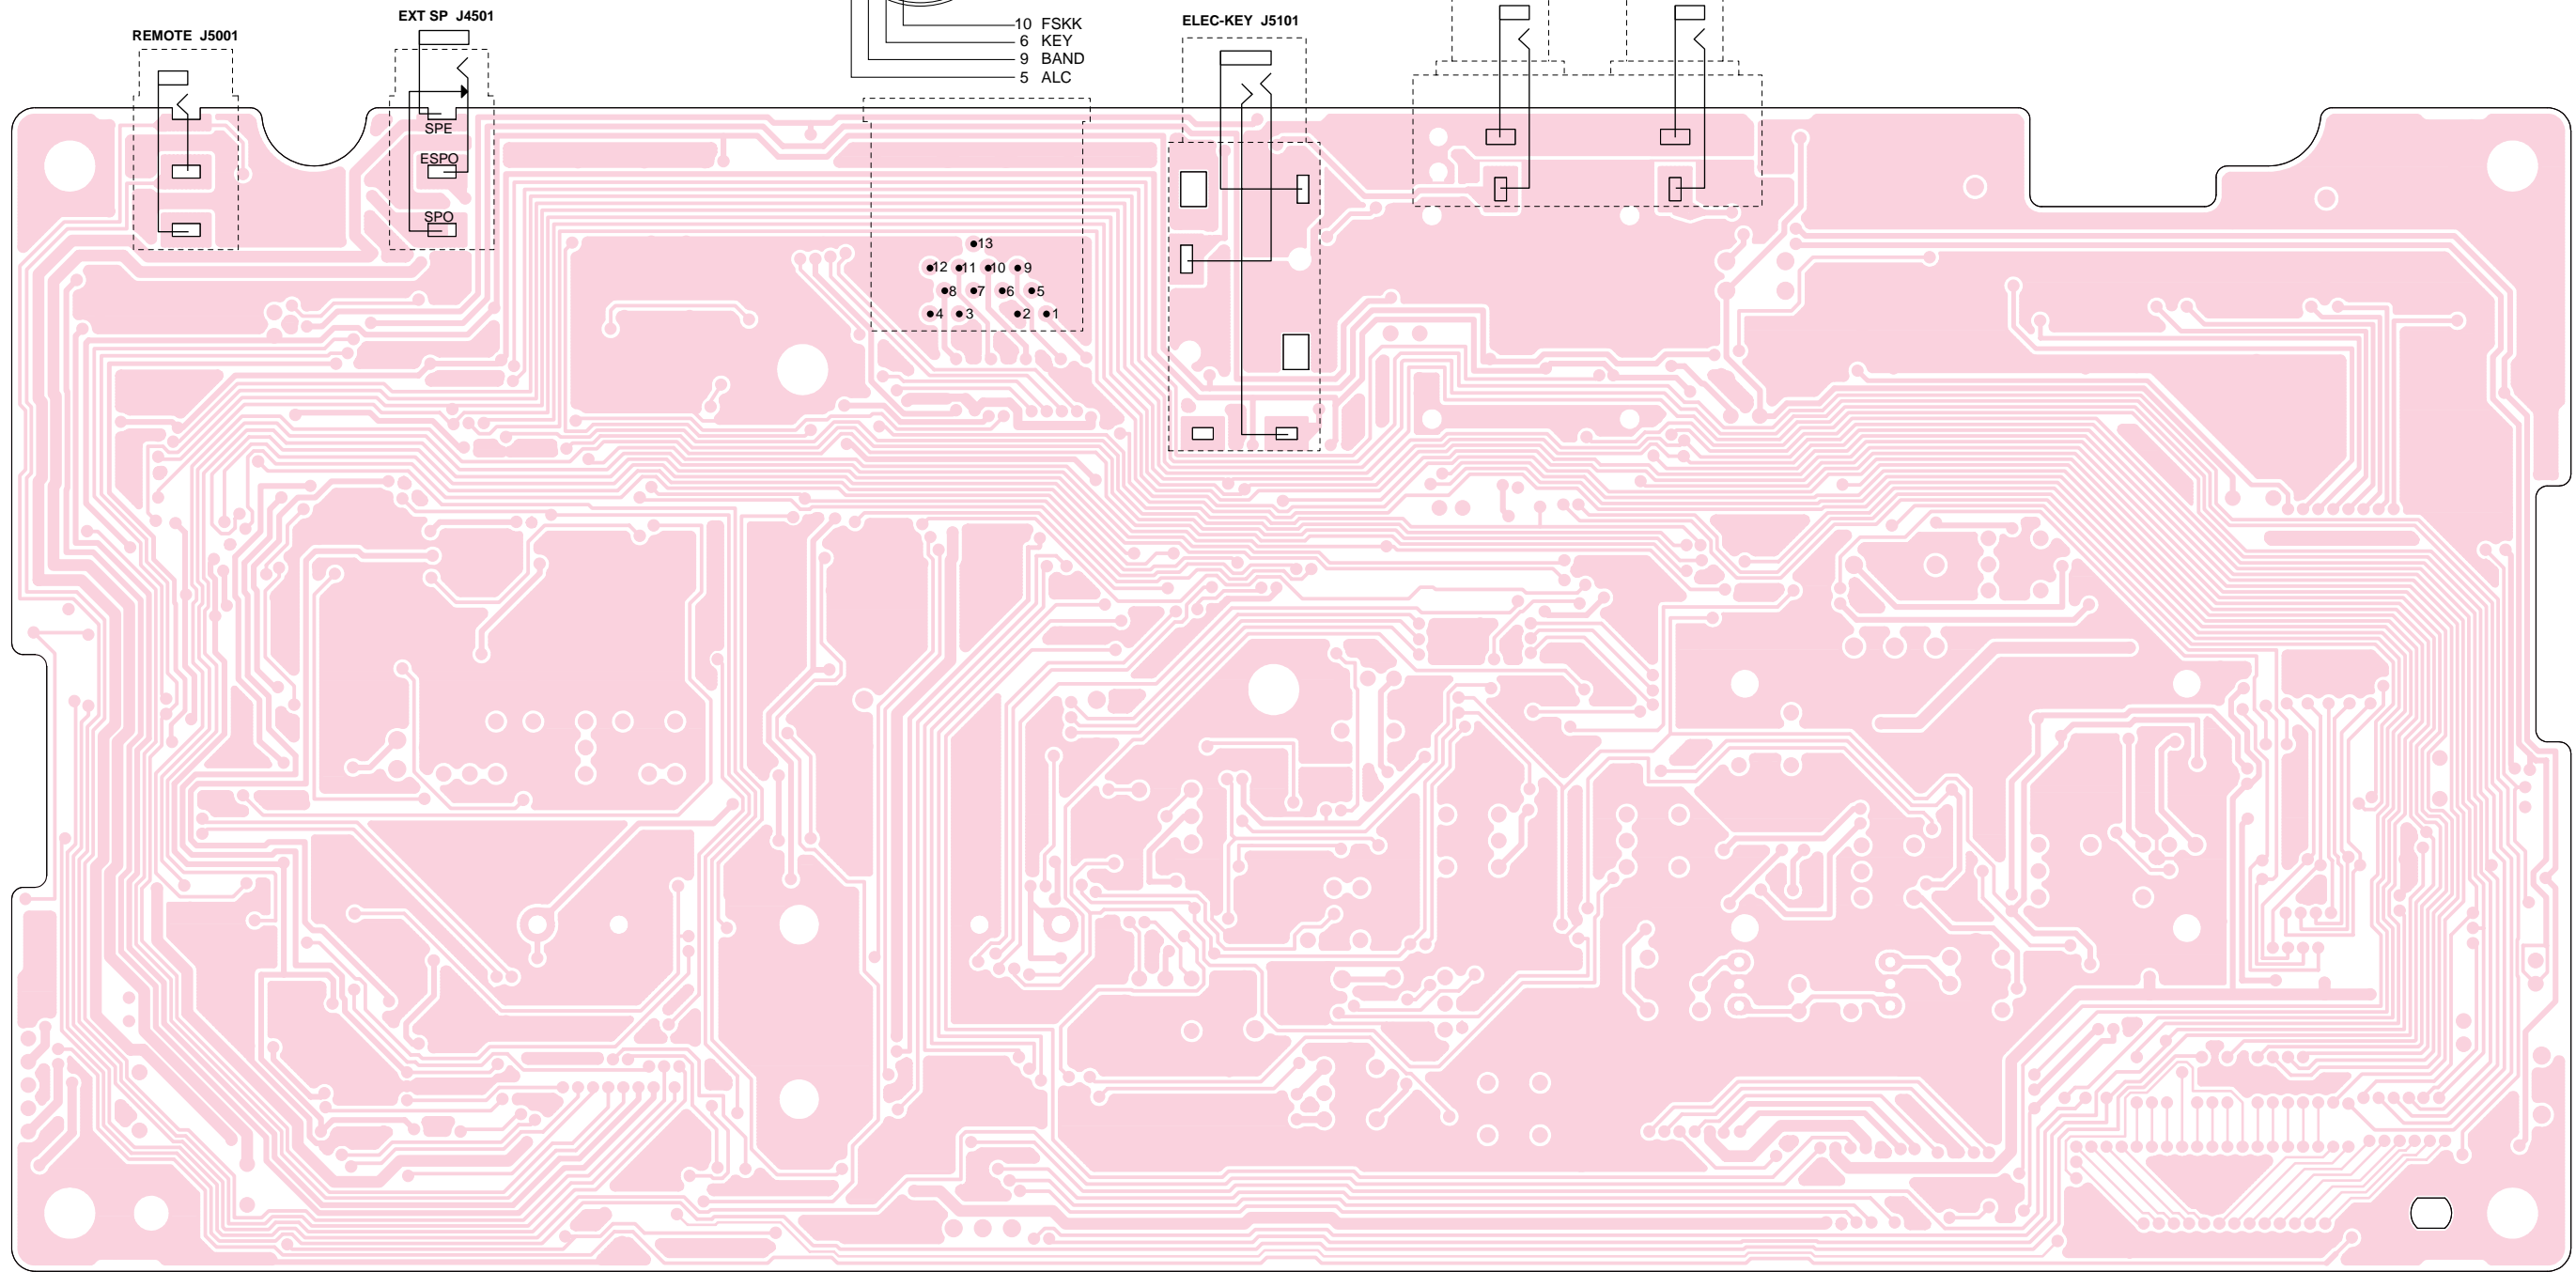 EXT SP J4501
REMOTE J5001
10 FSKK
6 KEY
9 BAND
5 ALC
ELEC-KEY J5101
SPE
ESPO
SPO
13
12 11 10 9
8 7 6 5
4 3 2 1